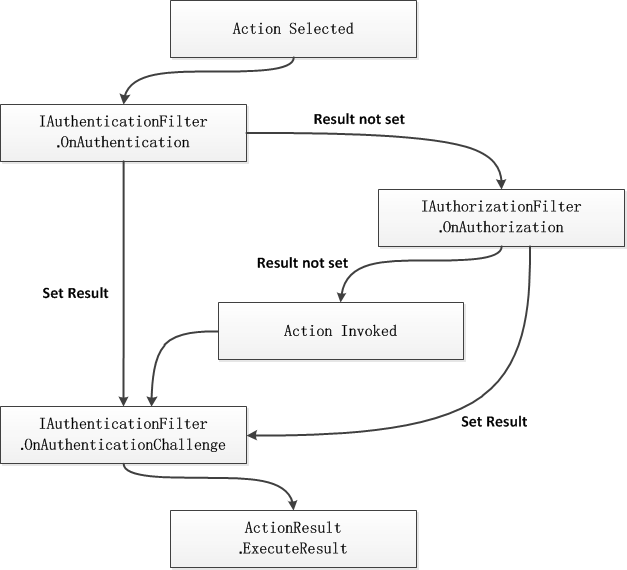 Action Selected
IAuthenticationFilter
.OnAuthentication
Result not set
IAuthorizationFilter
.OnAuthorization
Result not set
Set Result
Action Invoked
IAuthenticationFilter
.OnAuthenticationChallenge
Set Result
ActionResult
.ExecuteResult